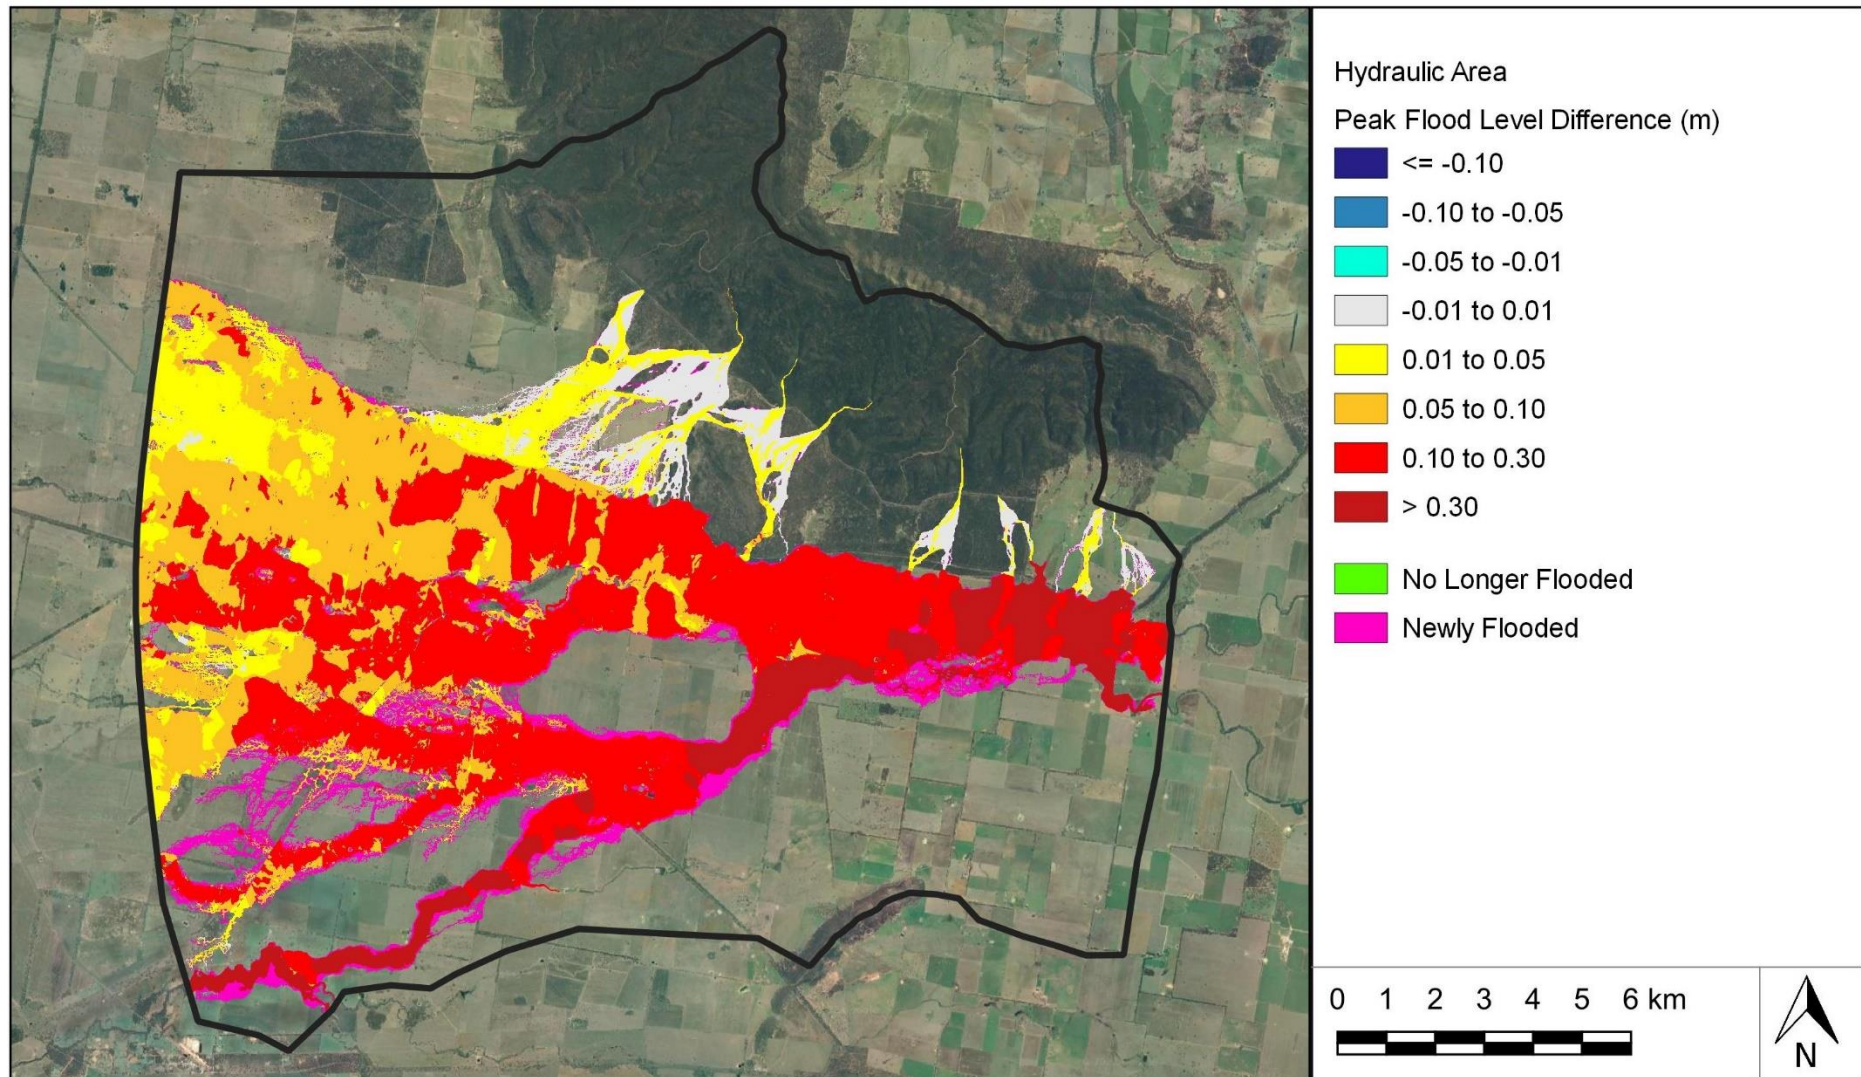 Hydraulic Area
Peak Flood Level Difference (m)
<= -0.10
-0.10 to -0.05
-0.05 to -0.01
-0.01 to 0.01
0.01 to 0.05
0.05 to 0.10
0.10 to 0.30
> 0.30
No Longer Flooded
Newly Flooded
0 1 2 3 4 5 6 km
N